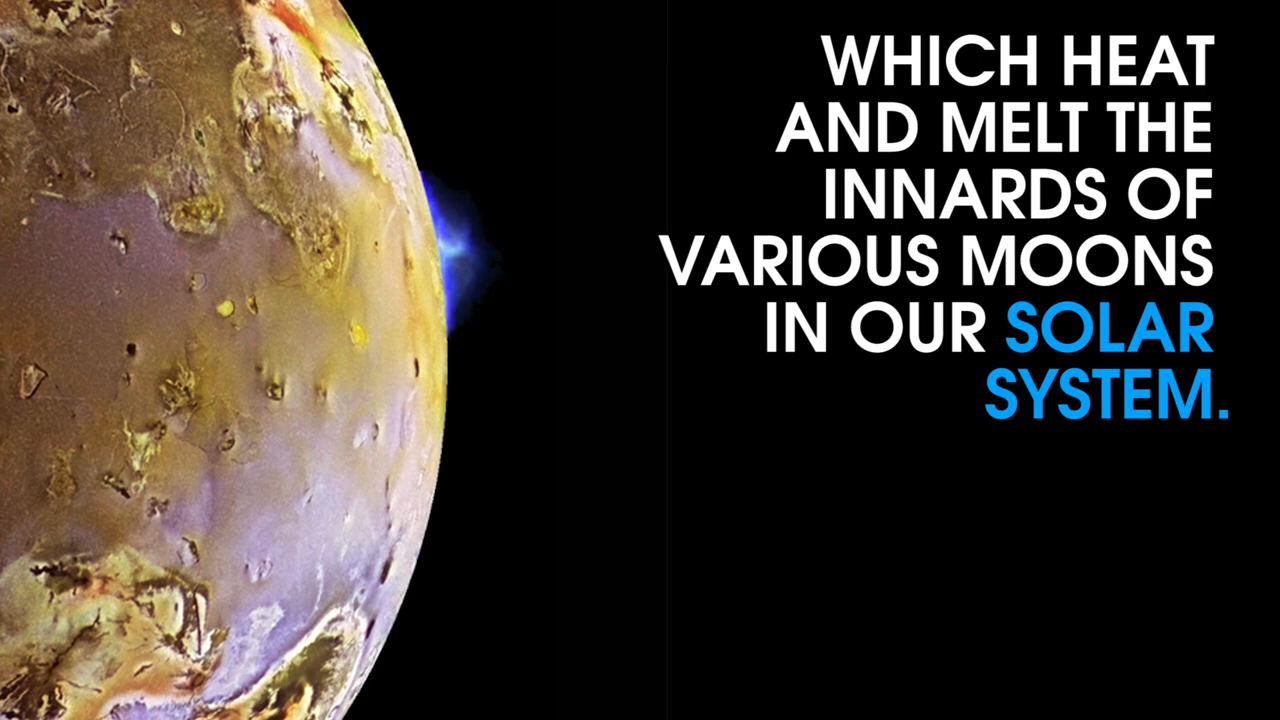 WHICH HEAT
AND MELT THE
INNARDS OF
VARIOUS MOONS
IN OUR SOLAR
SYSTEM.